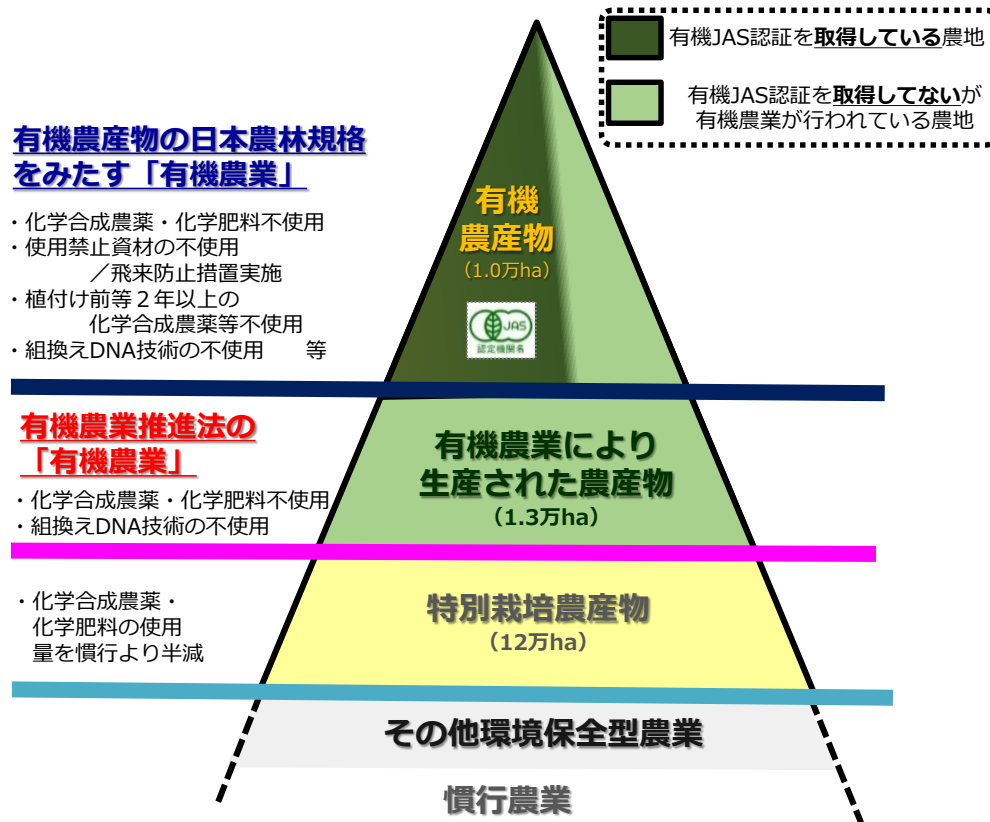 有機JAS認証を取得している農地
有機JAS認証を取得してないが
有機農業が行われている農地
有機農産物の日本農林規格
をみたす「有機農業」
・化学合成農薬・化学肥料不使用
・使用禁止資材の不使用
／飛来防止措置実施
・植付け前等２年以上の
化学合成農薬等不使用
・組換えDNA技術の不使用　等
有機
農産物
（1.0万ha）
JAS
認定機関名
有機農業推進法の
「有機農業」
・化学合成農薬・化学肥料不使用
・組換えDNA技術の不使用
有機農業により
生産された農産物
（1.3万ha）
・化学合成農薬・
化学肥料の使用
量を慣行より半減
特別栽培農産物
（12万ha）
その他環境保全型農業
慣行農業